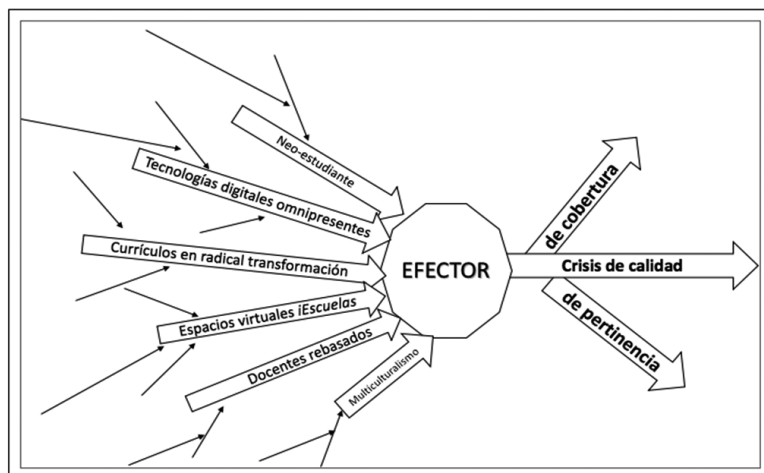 Neo-estudiante
Tecnologías digitales omnipresentes
Currículos en radical transformación
Espacios virtuales iEscuelas
Docentes rebasados
Multiculturalismo
EFECTOR
de cobertura
Crisis de calidad
de pertinencia